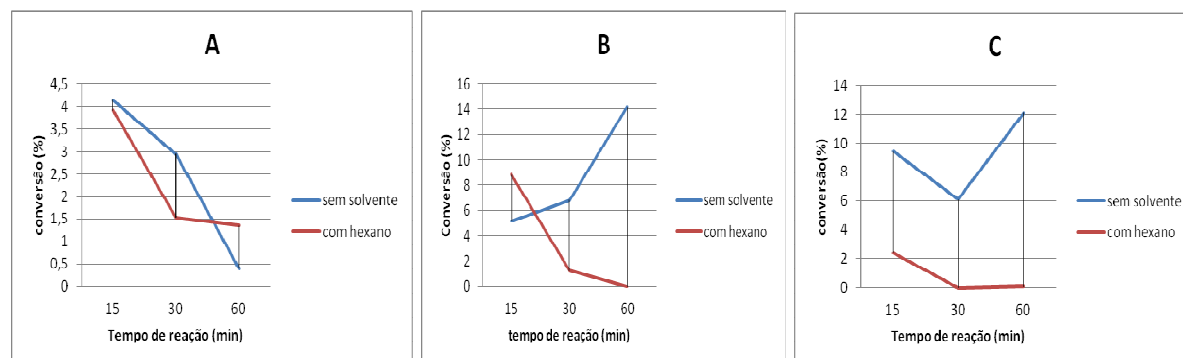 A
conversão (%)
4,5
4
3,5
3
2,5
2
1,5
1
0,5
0
15 30 60
Tempo de reação (min)
sem solvente
com hexano
B
Conversão (%)
16
14
12
10
8
6
4
2
0
15 30 60
tempo de reação (min)
sem solvente
com hexano
C
conversão(%)
14
12
10
8
6
4
2
0
15 30 60
Tempo de reação (min)
sem solvente
com hexano